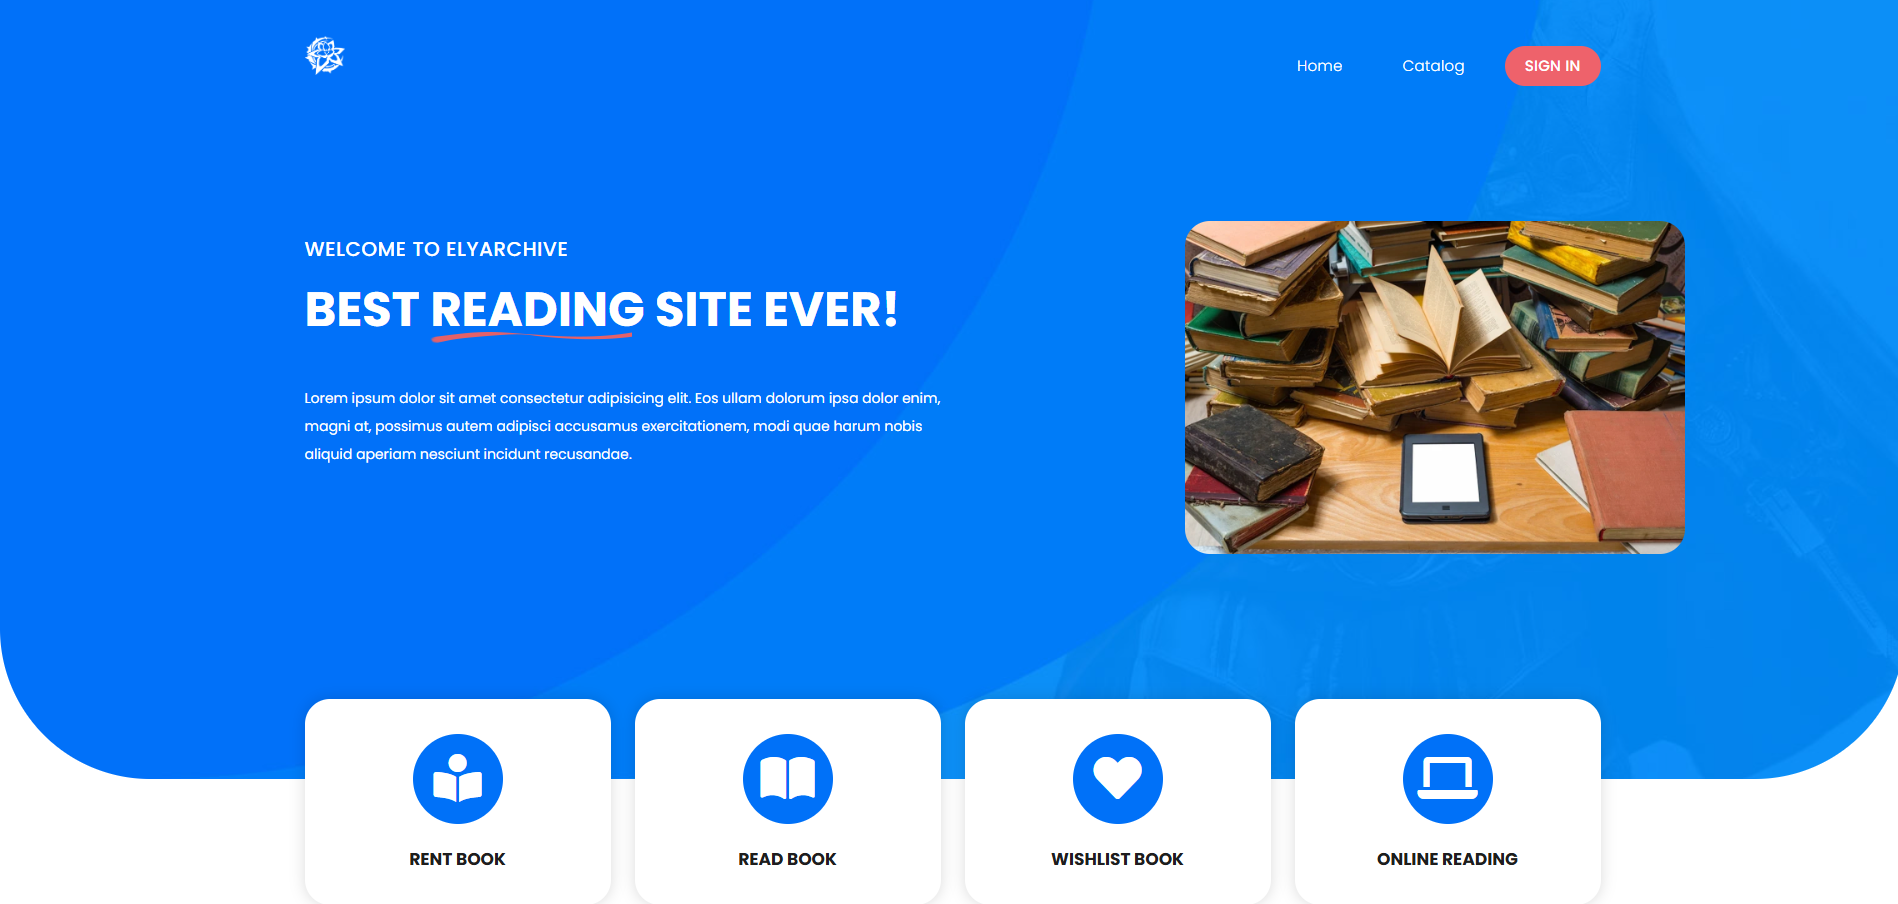 Home
Catalog
SIGN IN
WELCOME TO ELYARCHIVE
BEST READING SITE EVER!
Lorem ipsum dolor sit amet consectetur adipisicing elit. Eos ullam dolorum ipsa dolor enim,
magni at, possimus autem adipisci accusamus exercitationem, modi quae harum nobis
aliquid aperiam nesciunt incidunt recusandae.
RENT BOOK
READ BOOK
WISHLIST BOOK
ONLINE READING